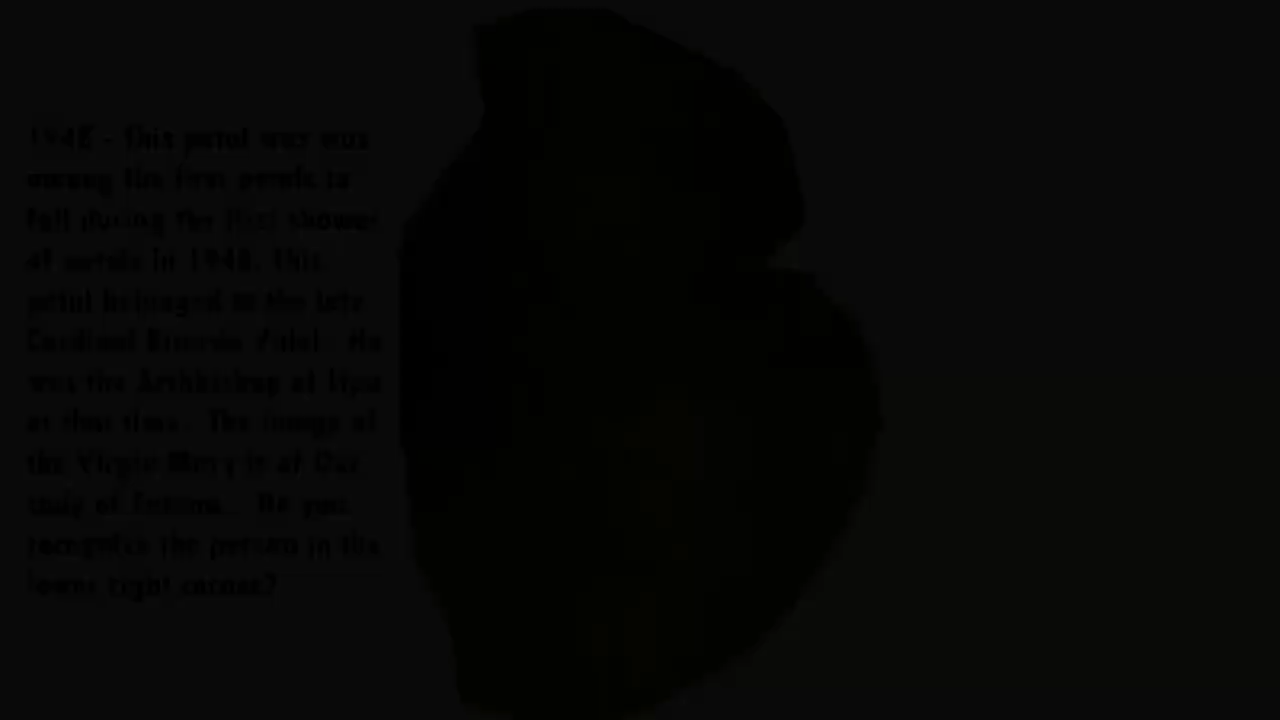 1948 - This petal was was
among the first petals to
fall during the first shower
of petals in 1948. This
petal belonged to the late
Cardinal Ricardo Vidal. He
was the Archbishop of Lipa
at that time. The image of
the Virgin Mary is of Our
Lady of Fatima. Do you
recognize the person in the
lower right corner?